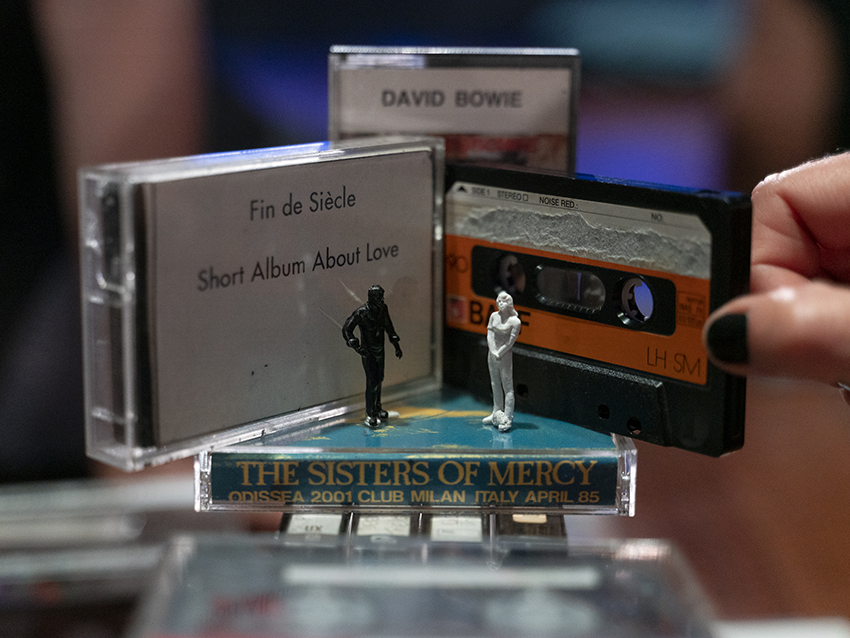 DAVID BOWIE
Fin de Siècle
Short Album About Love
SIDE 1 STEREO NOISE RED.:
NO.
90
BASF
LH SM
THE SISTERS OF MERCY
ODISSEA 2001 CLUB MILAN ITALY APRIL 85
UX